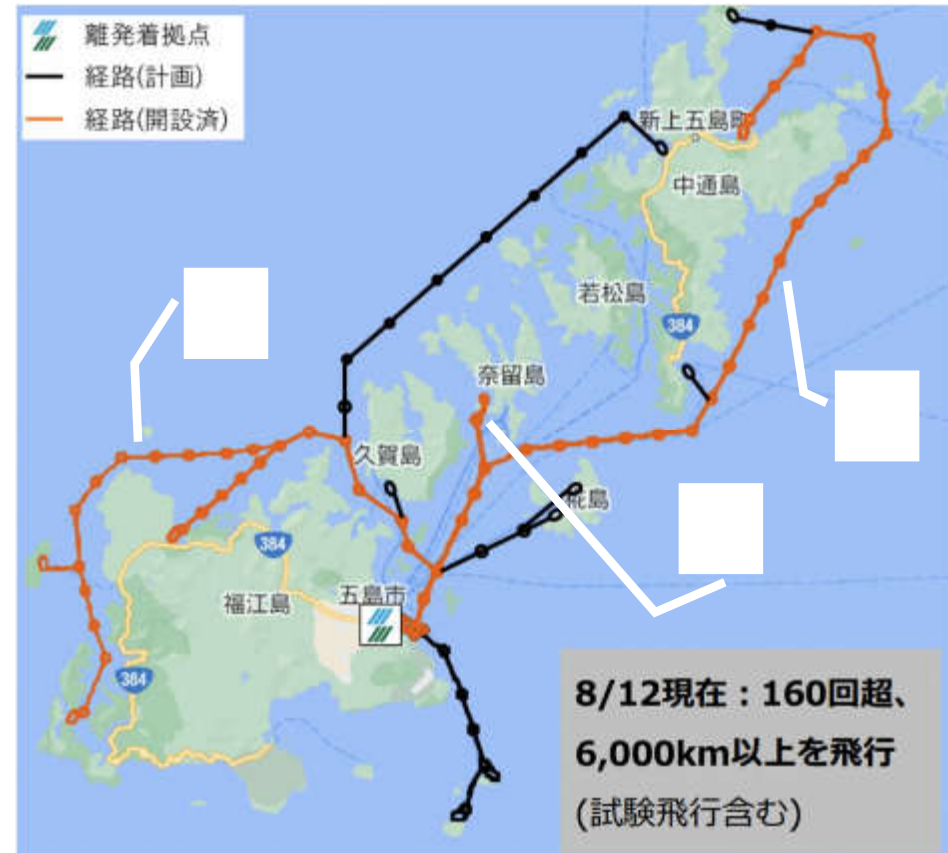 離発着拠点
経路(計画)
経路(開設済)
新上五島町
中通島
若松島
384
奈留島
久賀島
島
384
五島市
福江島
384
8/12現在：160回超、
6,000km以上を飛行
(試験飛行含む)